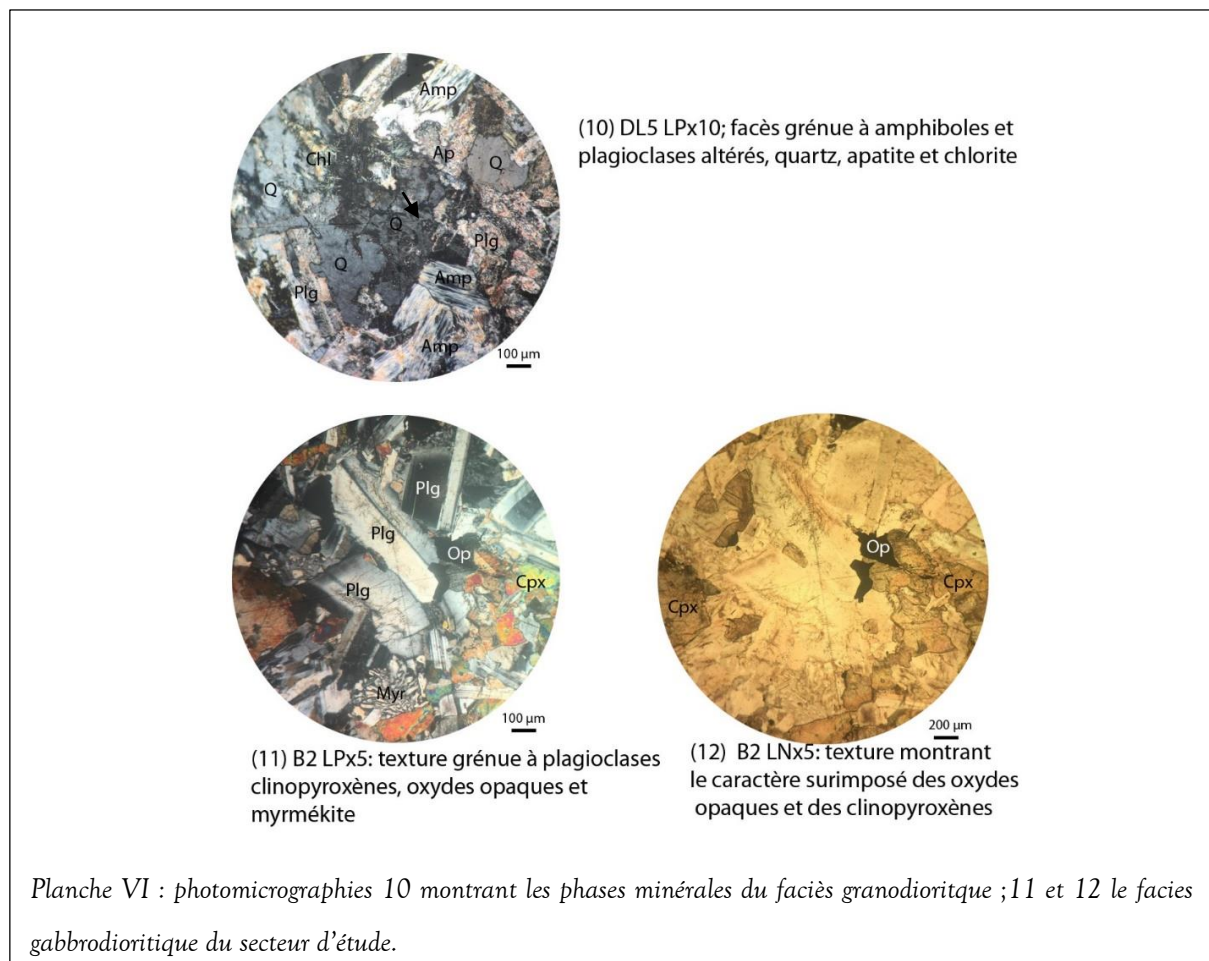 Amp
(10) DL5 LPx10; facès grénue à amphiboles et
plagioclases altérés, quartz, apatite et chlorite
Chl
Ap
Q
Q
Q
Plg
Q
Amp
Plg
Amp
100 µm
Plg
Plg
Op
Cpx
Plg
Myr
100 µm
Op
Cpx
Cpx
200 µm
(11) B2 LPx5: texture grénue à plagioclases
clinopyroxènes, oxydes opaques et
myrmékite
(12) B2 LNx5: texture montrant
le caractère surimposé des oxydes
opaques et des clinopyroxènes
Planche VI : photomicrographies 10 montrant les phases minérales du faciès granodioritque ;11 et 12 le facies
gabbrodioritique du secteur d’étude.